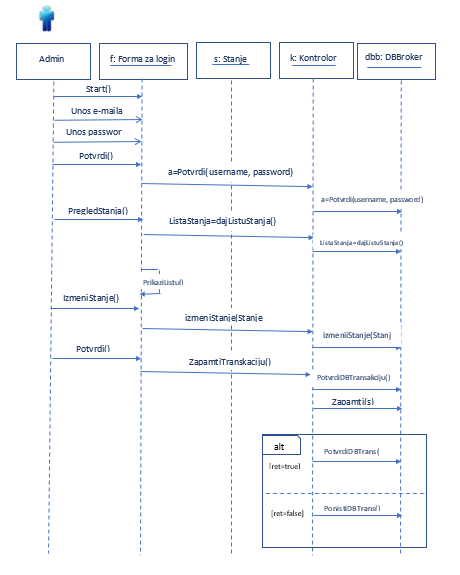 Admin
f: Forma za login
s: Stanje
k: Kontrolor
dbb: DBBroker
Start()
Unos e-maila
Unos passwor
Potvrdi()
a=Potvrdi(username, password)
a=Potvrdi(username, password)
PregledStanja()
ListaStanja=dajListuStanja()
ListaStanja=dajListuStanja()
PrikaziListu()
IzmeniStanje()
izmeniStanje(Stanje
izmeniiStanje(Stanj
Potvrdi()
ZapamtiTranskaciju()
PotvrdiDBTransakciju()
Zapamti(s)
alt
PotvrdiDBTrans(
[ret=true]
[ret=false]
PonistiDBTrans()